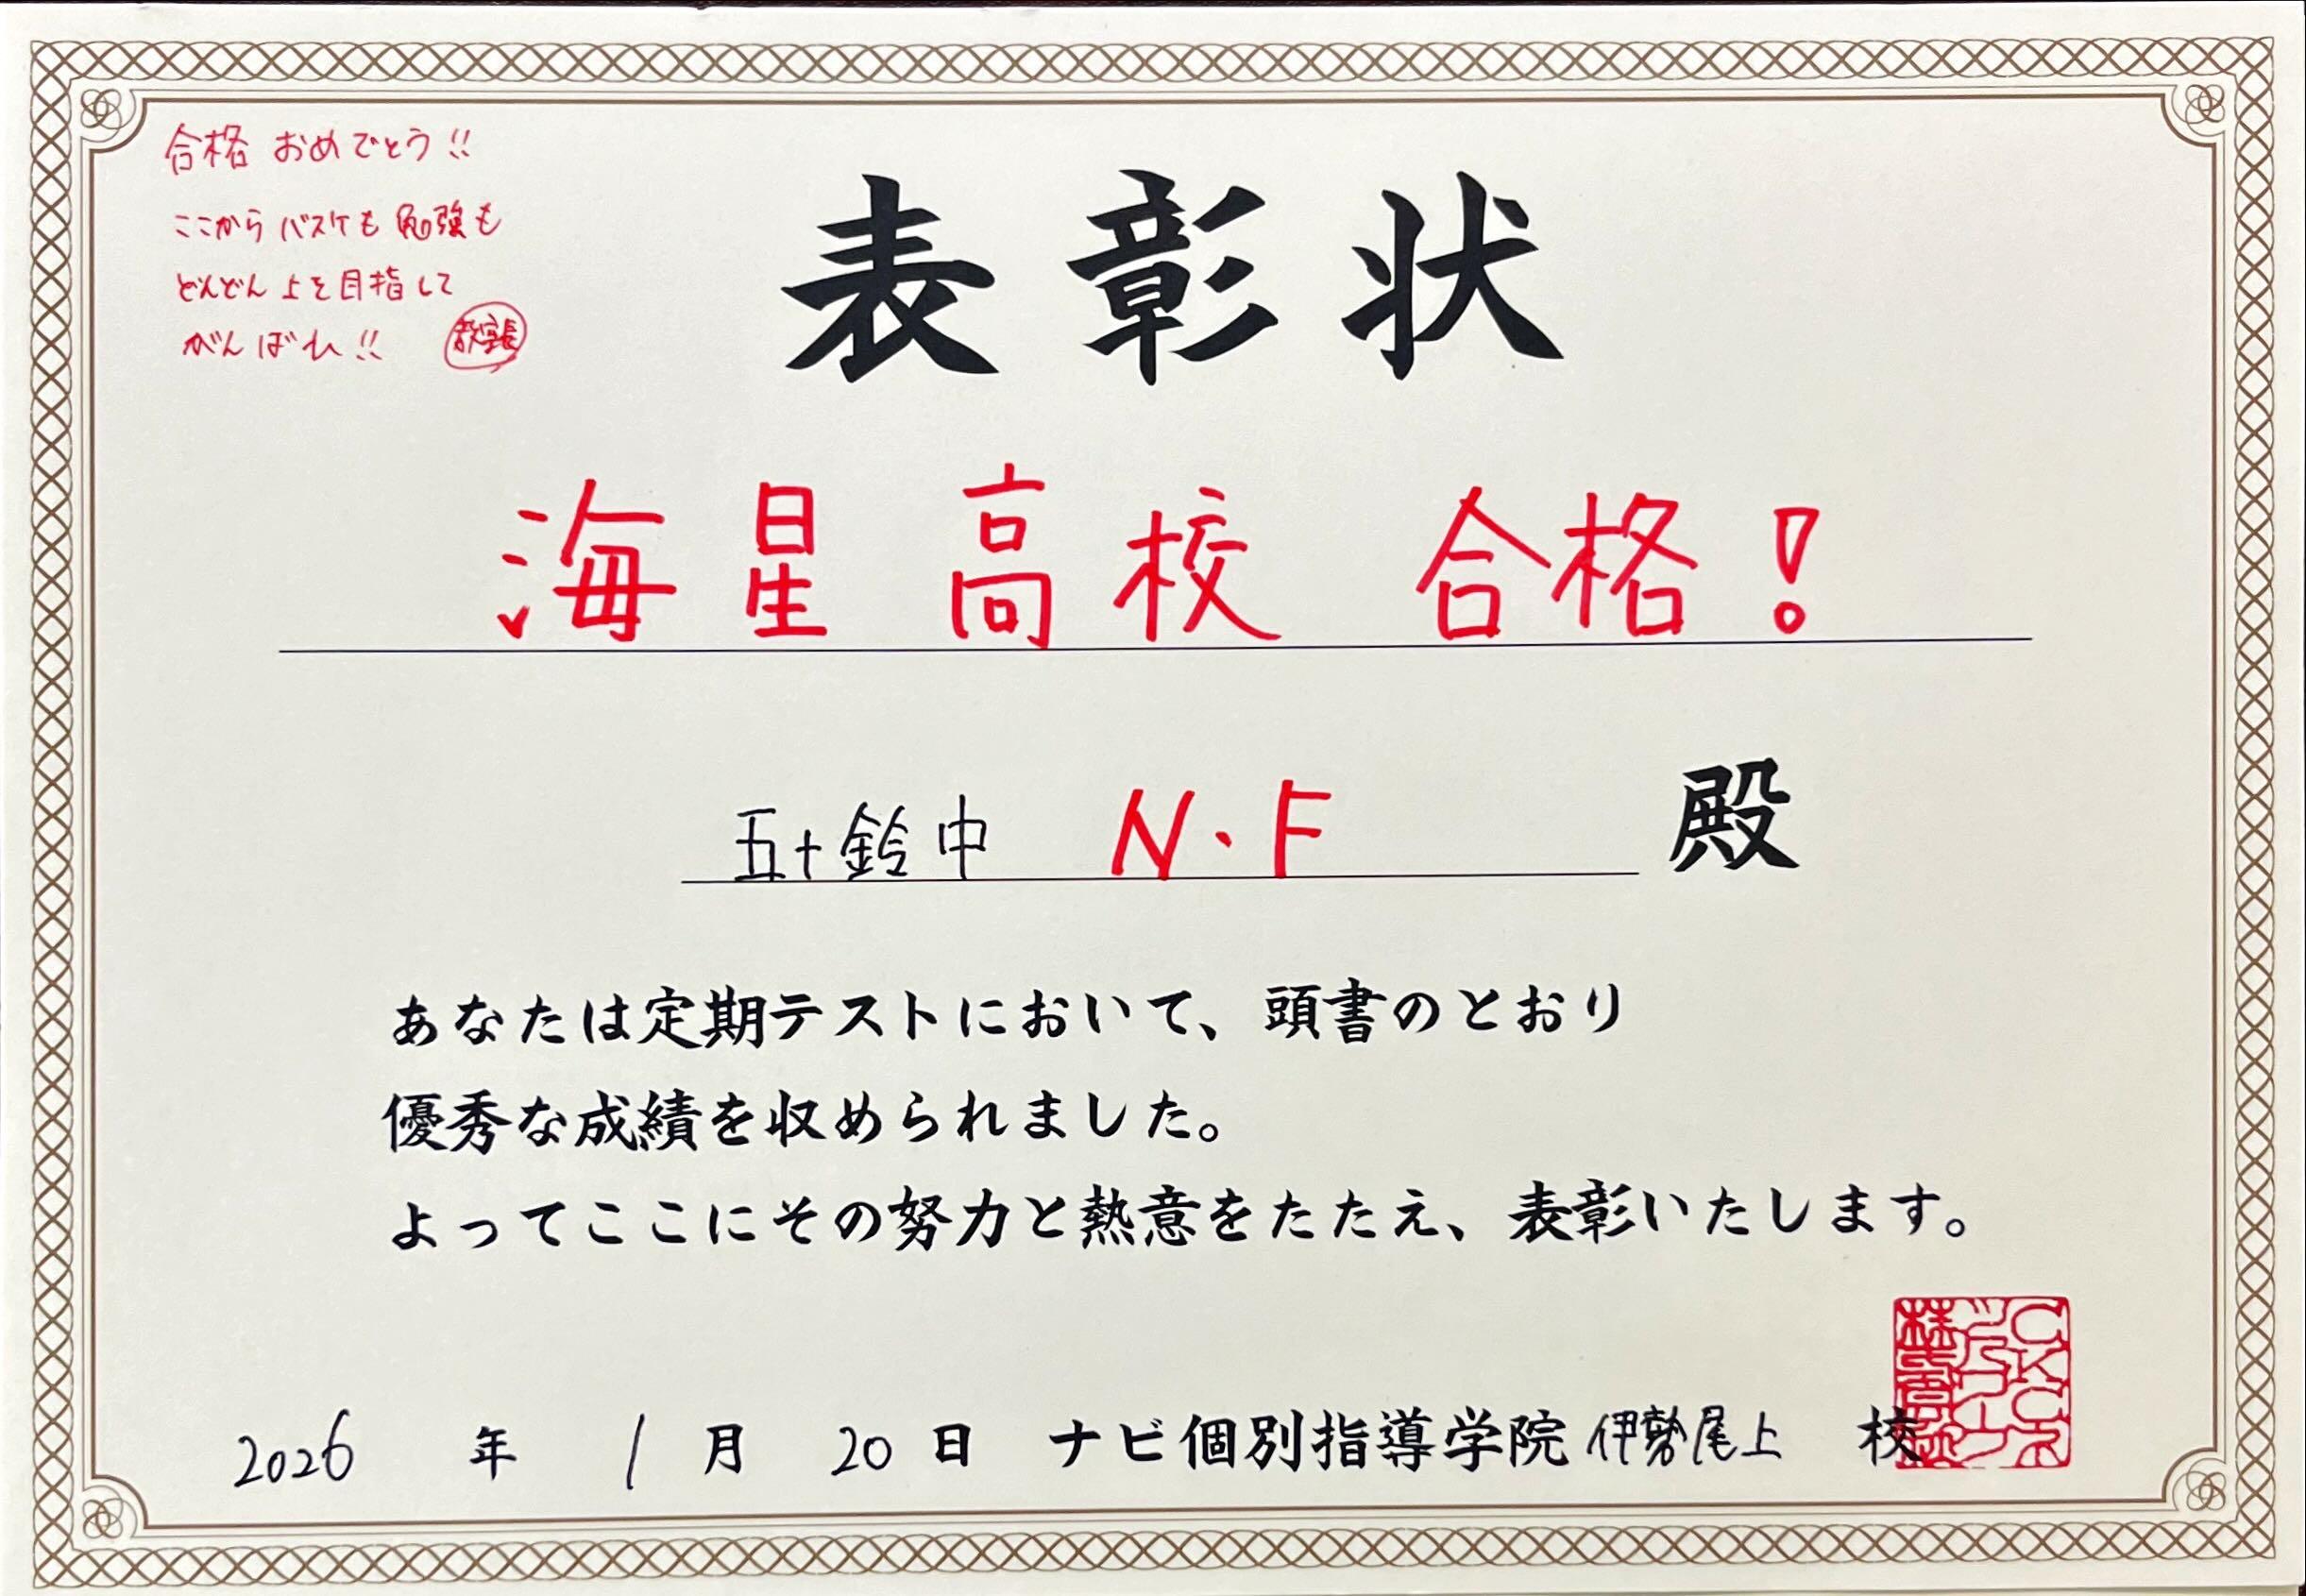 合格 おめでとう!!
ここから バスケも 勉強も
どんどん 上を目指して
がんばれ!!
教室長
表彰状
海星高校 合格!
五十鈴中 N・F 殿
あなたは定期テストにおいて、頭書のとおり
優秀な成績を収められました。
よってここにその努力と熱意をたたえ、表彰いたします。
2026 年 1 月 20 日 ナビ個別指導学院 伊勢尾上 校